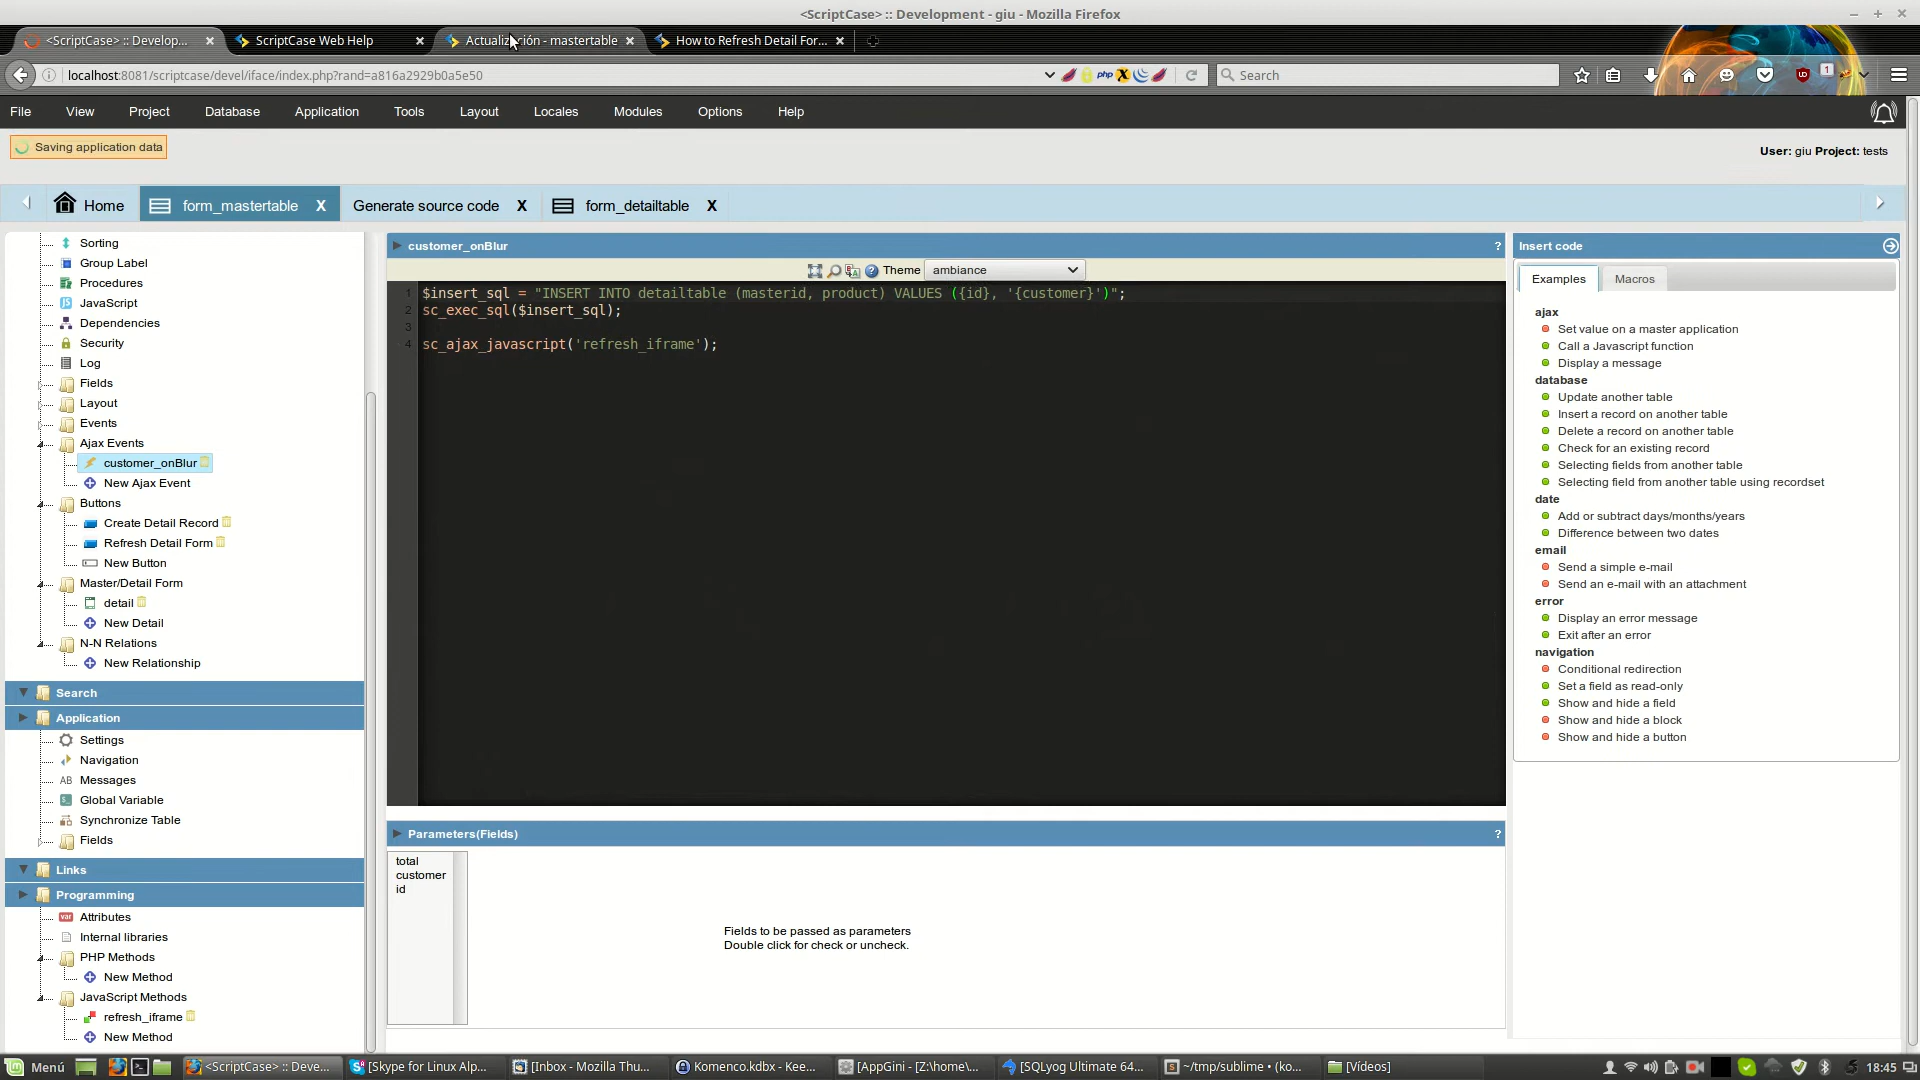 <ScriptCase> :: Development - giu - Mozilla Firefox
<ScriptCase> :: Develop...
ScriptCase Web Help
Actualización - mastertable
How to Refresh Detail For...
localhost:8081/scriptcase/devel/iface/index.php?rand=a816a2929b0a5e50
php
Search
1
File View Project Database Application Tools Layout Locales Modules Options Help
Saving application data
User: giu Project: tests
Home
form_mastertable X
Generate source code X
form_detailtable X
Sorting
Group Label
Procedures
JavaScript
Dependencies
Security
Log
Fields
Layout
Events
Ajax Events
customer_onBlur
New Ajax Event
Buttons
Create Detail Record
Refresh Detail Form
New Button
Master/Detail Form
detail
New Detail
N-N Relations
New Relationship
Search
Application
Settings
Navigation
AB Messages
Global Variable
Synchronize Table
Fields
Links
Programming
Attributes
Internal libraries
PHP Methods
New Method
JavaScript Methods
refresh_iframe
New Method
customer_onBlur ?
Theme ambiance
1 $insert_sql = "INSERT INTO detailtable (masterid, product) VALUES ({id}, '{customer}')";
2 sc_exec_sql($insert_sql);
3
4 sc_ajax_javascript('refresh_iframe');
Parameters(Fields) ?
total
customer
id
Fields to be passed as parameters
Double click for check or uncheck.
Insert code
Examples Macros
ajax
Set value on a master application
Call a Javascript function
Display a message
database
Update another table
Insert a record on another table
Delete a record on another table
Check for an existing record
Selecting fields from another table
Selecting field from another table using recordset
date
Add or subtract days/months/years
Difference between two dates
email
Send a simple e-mail
Send an e-mail with an attachment
error
Display an error message
Exit after an error
navigation
Conditional redirection
Set a field as read-only
Show and hide a field
Show and hide a block
Show and hide a button
Menú
<ScriptCase> :: Deve...
[Skype for Linux Alp...
[Inbox - Mozilla Thu...
Komenco.kdbx - Kee...
[AppGini - [Z:\home\...
[SQLyog Ultimate 64...
~/tmp/sublime • (ko...
[Vídeos]
18:45